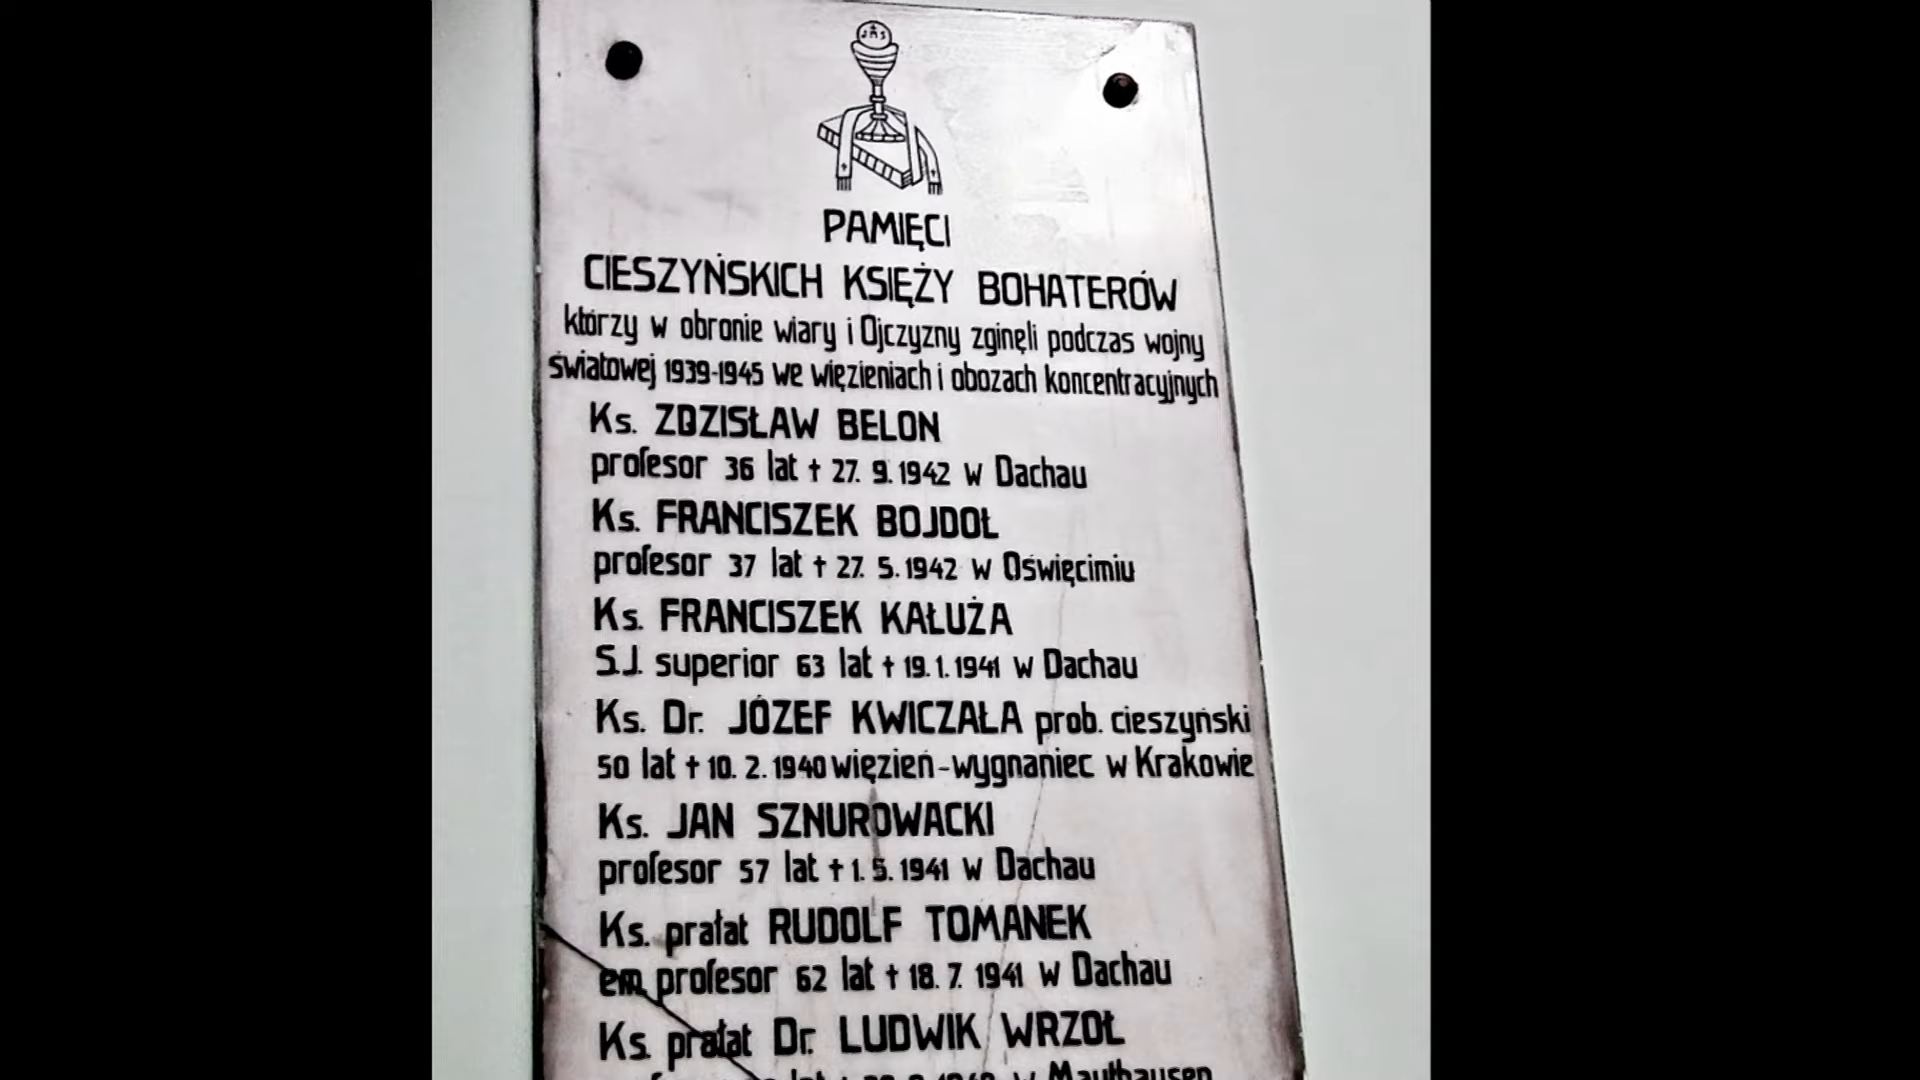 JHS
PAMIĘCI
CIESZYŃSKICH KSIĘŻY BOHATERÓW
którzy w obronie wiary i Ojczyzny zginęli podczas wojny
światowej 1939-1945 we więzieniach i obozach koncentracyjnych
Ks. ZDZISŁAW BELON
profesor 36 lat † 27. 9. 1942 w Dachau
Ks. FRANCISZEK BOJDOŁ
profesor 37 lat † 27. 5. 1942 w Oświęcimiu
Ks. FRANCISZEK KAŁUŻA
S.J. superior 63 lat † 19. 1. 1941 w Dachau
Ks. Dr. JÓZEF KWICZAŁA prob. cieszyński
50 lat † 10. 2. 1940 więzień-wygnaniec w Krakowie
Ks. JAN SZNUROWACKI
profesor 57 lat † 1. 5. 1941 w Dachau
Ks. prałat RUDOLF TOMANEK
em. profesor 62 lat † 18. 7. 1941 w Dachau
Ks. prałat Dr. LUDWIK WRZOŁ
lat † w Mauthausen